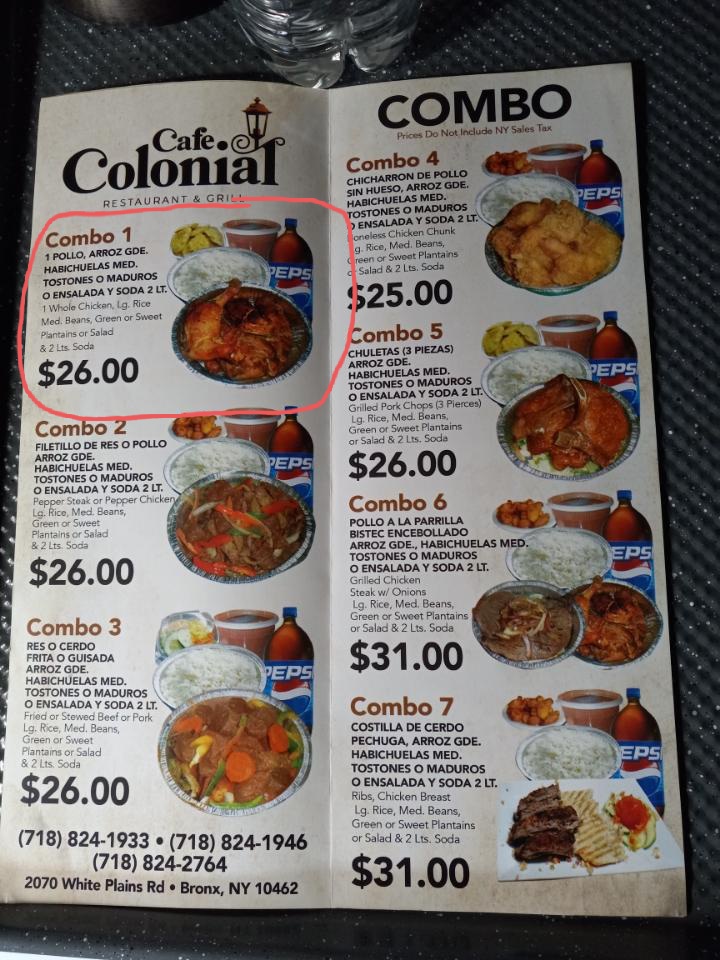 Cafe
Colonial
RESTAURANT & GRILL
Combo 1
1 POLLO, ARROZ GDE.
HABICHUELAS MED.
TOSTONES O MADUROS
O ENSALADA Y SODA 2 LT.
1 Whole Chicken, Lg. Rice
Med. Beans, Green or Sweet
Plantains or Salad
& 2 Lts. Soda
$26.00
PEPS
Combo 2
FILETILLO DE RES O POLLO
ARROZ GDE.
HABICHUELAS MED.
TOSTONES O MADUROS
O ENSALADA Y SODA 2 LT.
Pepper Steak or Pepper Chicken
Lg. Rice, Med. Beans,
Green or Sweet
Plantains or Salad
& 2 Lts. Soda
$26.00
PEPS
Combo 3
RES O CERDO
FRITA O GUISADA
ARROZ GDE.
HABICHUELAS MED.
TOSTONES O MADUROS
O ENSALADA Y SODA 2 LT.
Fried or Stewed Beef or Pork
Lg. Rice, Med. Beans,
Green or Sweet
Plantains or Salad
& 2 Lts. Soda
$26.00
PEPS
(718) 824-1933 • (718) 824-1946
(718) 824-2764
2070 White Plains Rd • Bronx, NY 10462
COMBO
Prices Do Not Include NY Sales Tax
Combo 4
CHICHARRON DE POLLO
SIN HUESO, ARROZ GDE.
HABICHUELAS MED.
TOSTONES O MADUROS
O ENSALADA Y SODA 2 LT.
oneless Chicken Chunk
Lg. Rice, Med. Beans,
Green or Sweet Plantains
or Salad & 2 Lts. Soda
$25.00
PEPS
Combo 5
CHULETAS (3 PIEZAS)
ARROZ GDE.
HABICHUELAS MED.
TOSTONES O MADUROS
O ENSALADA Y SODA 2 LT.
Grilled Pork Chops (3 Pierces)
Lg. Rice, Med. Beans,
Green or Sweet Plantains
or Salad & 2 Lts. Soda
$26.00
PEPS
Combo 6
POLLO A LA PARRILLA
BISTEC ENCEBOLLADO
ARROZ GDE., HABICHUELAS MED.
TOSTONES O MADUROS
O ENSALADA Y SODA 2 LT.
Grilled Chicken
Steak w/ Onions
Lg. Rice, Med. Beans,
Green or Sweet Plantains
or Salad & 2 Lts. Soda
$31.00
EPS
Combo 7
COSTILLA DE CERDO
PECHUGA, ARROZ GDE.
HABICHUELAS MED.
TOSTONES O MADUROS
O ENSALADA Y SODA 2 LT.
Ribs, Chicken Breast
Lg. Rice, Med. Beans,
Green or Sweet Plantains
or Salad & 2 Lts. Soda
$31.00
EPS